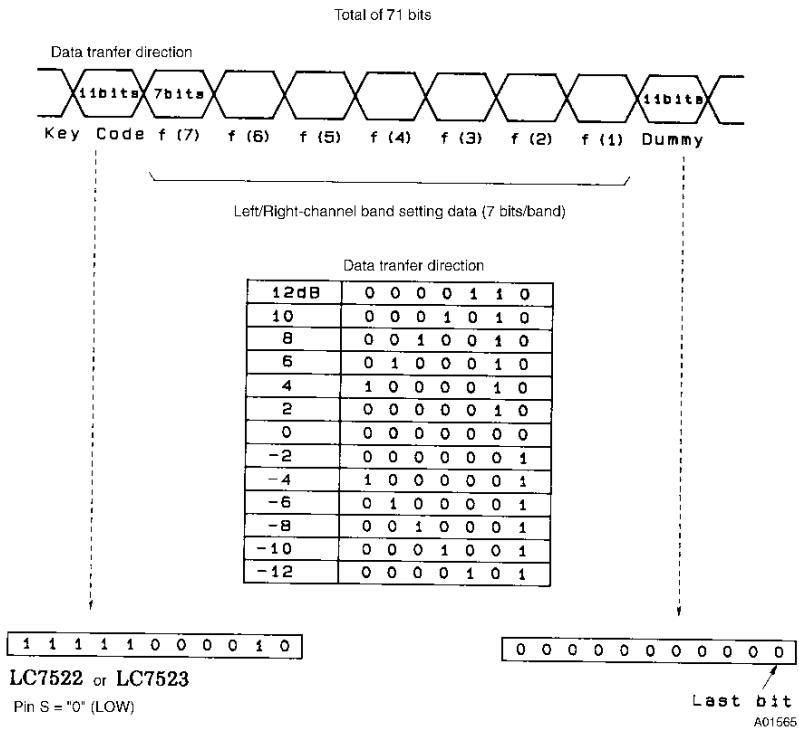 Total of 71 bits
Data tranfer direction
11bits 7bits 11bits
Key Code f (7) f (6) f (5) f (4) f (3) f (2) f (1) Dummy
Left/Right-channel band setting data (7 bits/band)
Data tranfer direction
12dB 0 0 0 0 1 1 0
10 0 0 0 1 0 1 0
8 0 0 1 0 0 1 0
6 0 1 0 0 0 1 0
4 1 0 0 0 0 1 0
2 0 0 0 0 0 1 0
0 0 0 0 0 0 0 0
-2 0 0 0 0 0 0 1
-4 1 0 0 0 0 0 1
-6 0 1 0 0 0 0 1
-8 0 0 1 0 0 0 1
-10 0 0 0 1 0 0 1
-12 0 0 0 0 1 0 1
1 1 1 1 1 0 0 0 0 1 0
0 0 0 0 0 0 0 0 0 0 0
LC7522 or LC7523
Last bit
Pin S = "0" (LOW)
A01565